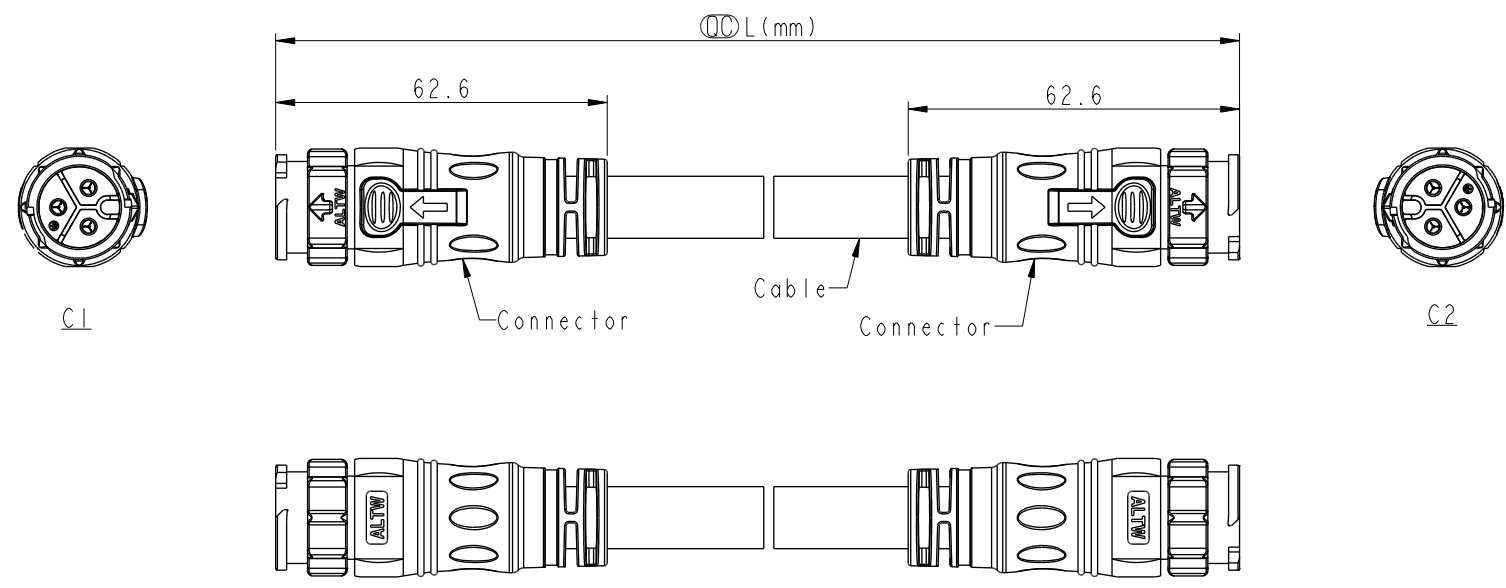 QC L(mm)
62.6
62.6
ALTW
ALTW
Cable
Connector
Connector
C1
C2
ALTW
ALTW